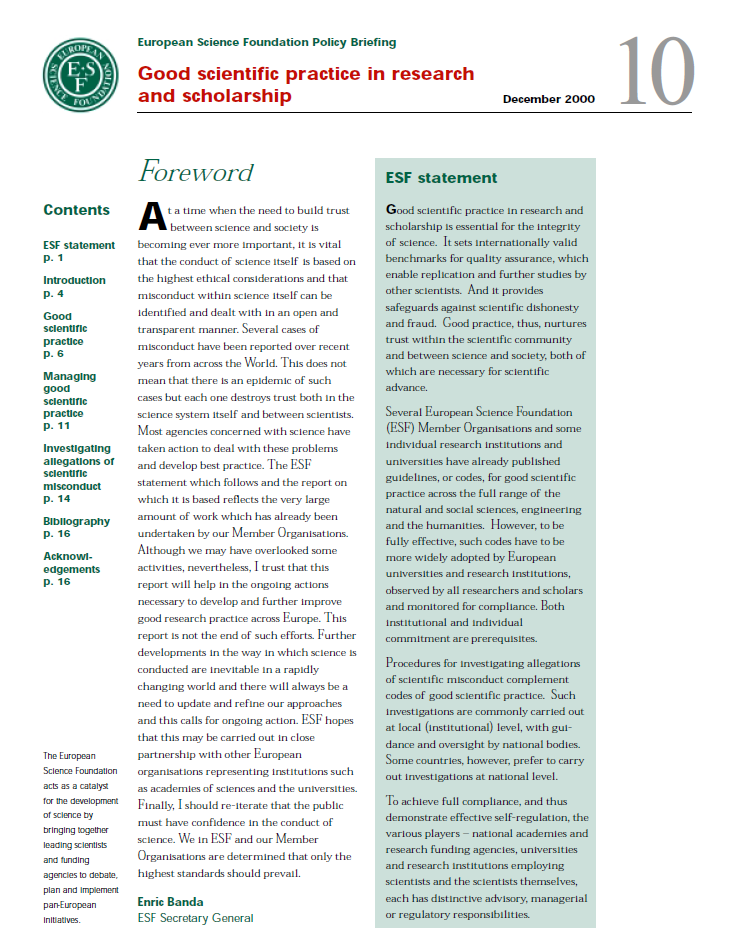 EUROPEAN SCIENCE FOUNDATION
E·S
F
European Science Foundation Policy Briefing
Good scientific practice in research
and scholarship
December 2000
10
Contents
ESF statement
p. 1
Introduction
p. 4
Good
scientific
practice
p. 6
Managing
good
scientific
practice
p. 11
Investigating
allegations of
scientific
misconduct
p. 14
Bibliography
p. 16
Acknowl-
edgements
p. 16
The European
Science Foundation
acts as a catalyst
for the development
of science by
bringing together
leading scientists
and funding
agencies to debate,
plan and implement
pan-European
initiatives.
Foreword
At a time when the need to build trust
between science and society is
becoming ever more important, it is vital
that the conduct of science itself is based on
the highest ethical considerations and that
misconduct within science itself can be
identified and dealt with in an open and
transparent manner. Several cases of
misconduct have been reported over recent
years from across the World. This does not
mean that there is an epidemic of such
cases but each one destroys trust both in the
science system itself and between scientists.
Most agencies concerned with science have
taken action to deal with these problems
and develop best practice. The ESF
statement which follows and the report on
which it is based reflects the very large
amount of work which has already been
undertaken by our Member Organisations.
Although we may have overlooked some
activities, nevertheless, I trust that this
report will help in the ongoing actions
necessary to develop and further improve
good research practice across Europe. This
report is not the end of such efforts. Further
developments in the way in which science is
conducted are inevitable in a rapidly
changing world and there will always be a
need to update and refine our approaches
and this calls for ongoing action. ESF hopes
that this may be carried out in close
partnership with other European
organisations representing institutions such
as academies of sciences and the universities.
Finally, I should re-iterate that the public
must have confidence in the conduct of
science. We in ESF and our Member
Organisations are determined that only the
highest standards should prevail.
Enric Banda
ESF Secretary General
ESF statement
Good scientific practice in research and
scholarship is essential for the integrity
of science. It sets internationally valid
benchmarks for quality assurance, which
enable replication and further studies by
other scientists. And it provides
safeguards against scientific dishonesty
and fraud. Good practice, thus, nurtures
trust within the scientific community
and between science and society, both of
which are necessary for scientific
advance.
Several European Science Foundation
(ESF) Member Organisations and some
individual research institutions and
universities have already published
guidelines, or codes, for good scientific
practice across the full range of the
natural and social sciences, engineering
and the humanities. However, to be
fully effective, such codes have to be
more widely adopted by European
universities and research institutions,
observed by all researchers and scholars
and monitored for compliance. Both
institutional and individual
commitment are prerequisites.
Procedures for investigating allegations
of scientific misconduct complement
codes of good scientific practice. Such
investigations are commonly carried out
at local (institutional) level, with gui-
dance and oversight by national bodies.
Some countries, however, prefer to carry
out investigations at national level.
To achieve full compliance, and thus
demonstrate effective self-regulation, the
various players – national academies and
research funding agencies, universities
and research institutions employing
scientists and the scientists themselves,
each has distinctive advisory, managerial
or regulatory responsibilities.